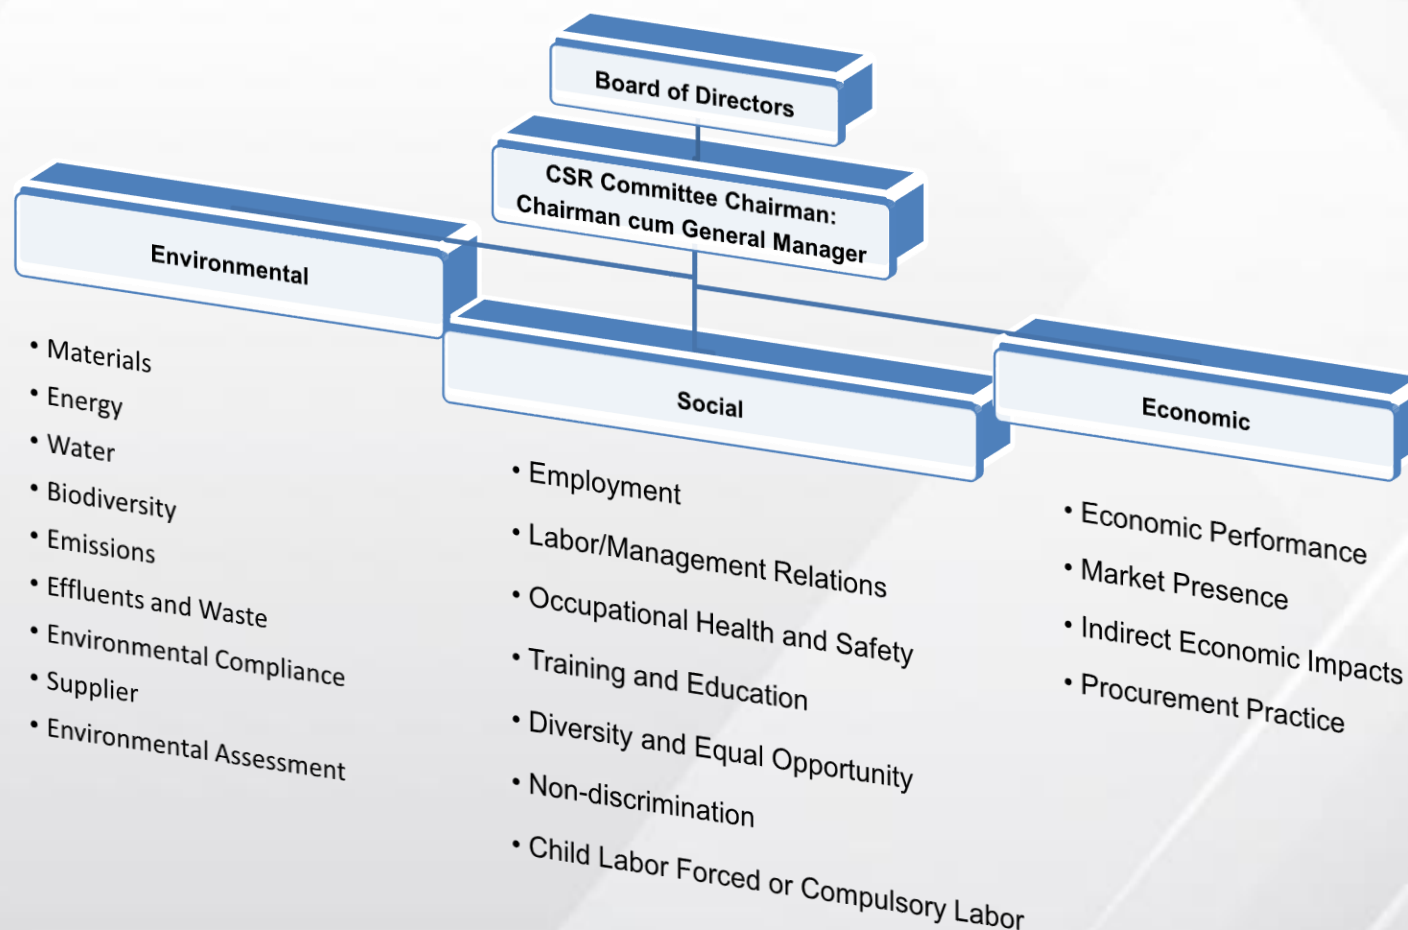 Board of Directors
CSR Committee Chairman:
Chairman cum General Manager
Environmental
• Materials
• Energy
• Water
• Biodiversity
• Emissions
• Effluents and Waste
• Environmental Compliance
• Supplier
• Environmental Assessment
Social
• Employment
• Labor/Management Relations
• Occupational Health and Safety
• Training and Education
• Diversity and Equal Opportunity
• Non-discrimination
• Child Labor Forced or Compulsory Labor
Economic
• Economic Performance
• Market Presence
• Indirect Economic Impacts
• Procurement Practice